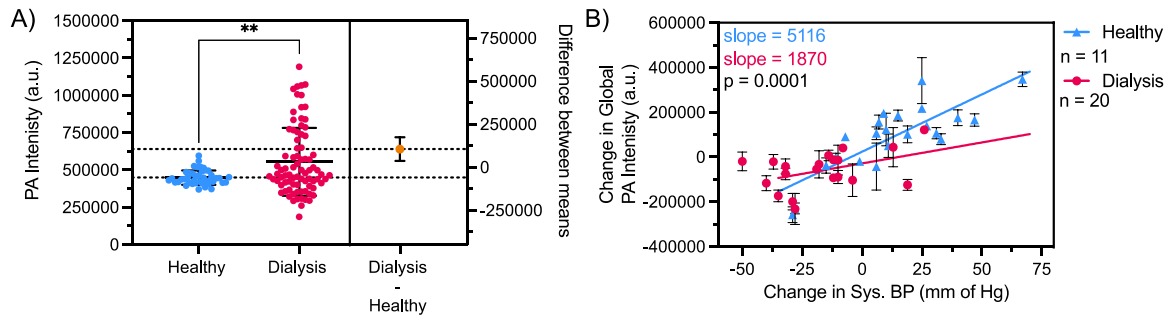 A)
**
PA Intenisty (a.u.)
1500000
1250000
1000000
750000
500000
250000
0
750000
500000
250000
0
-250000
Difference between means
Healthy
Dialysis
Dialysis
-
Healthy
B)
slope = 5116
slope = 1870
p = 0.0001
Change in Global
PA Intenisty (a.u.)
600000
400000
200000
0
-200000
-400000
-50
-25
0
25
50
75
Change in Sys. BP (mm of Hg)
Healthy
n = 11
Dialysis
n = 20